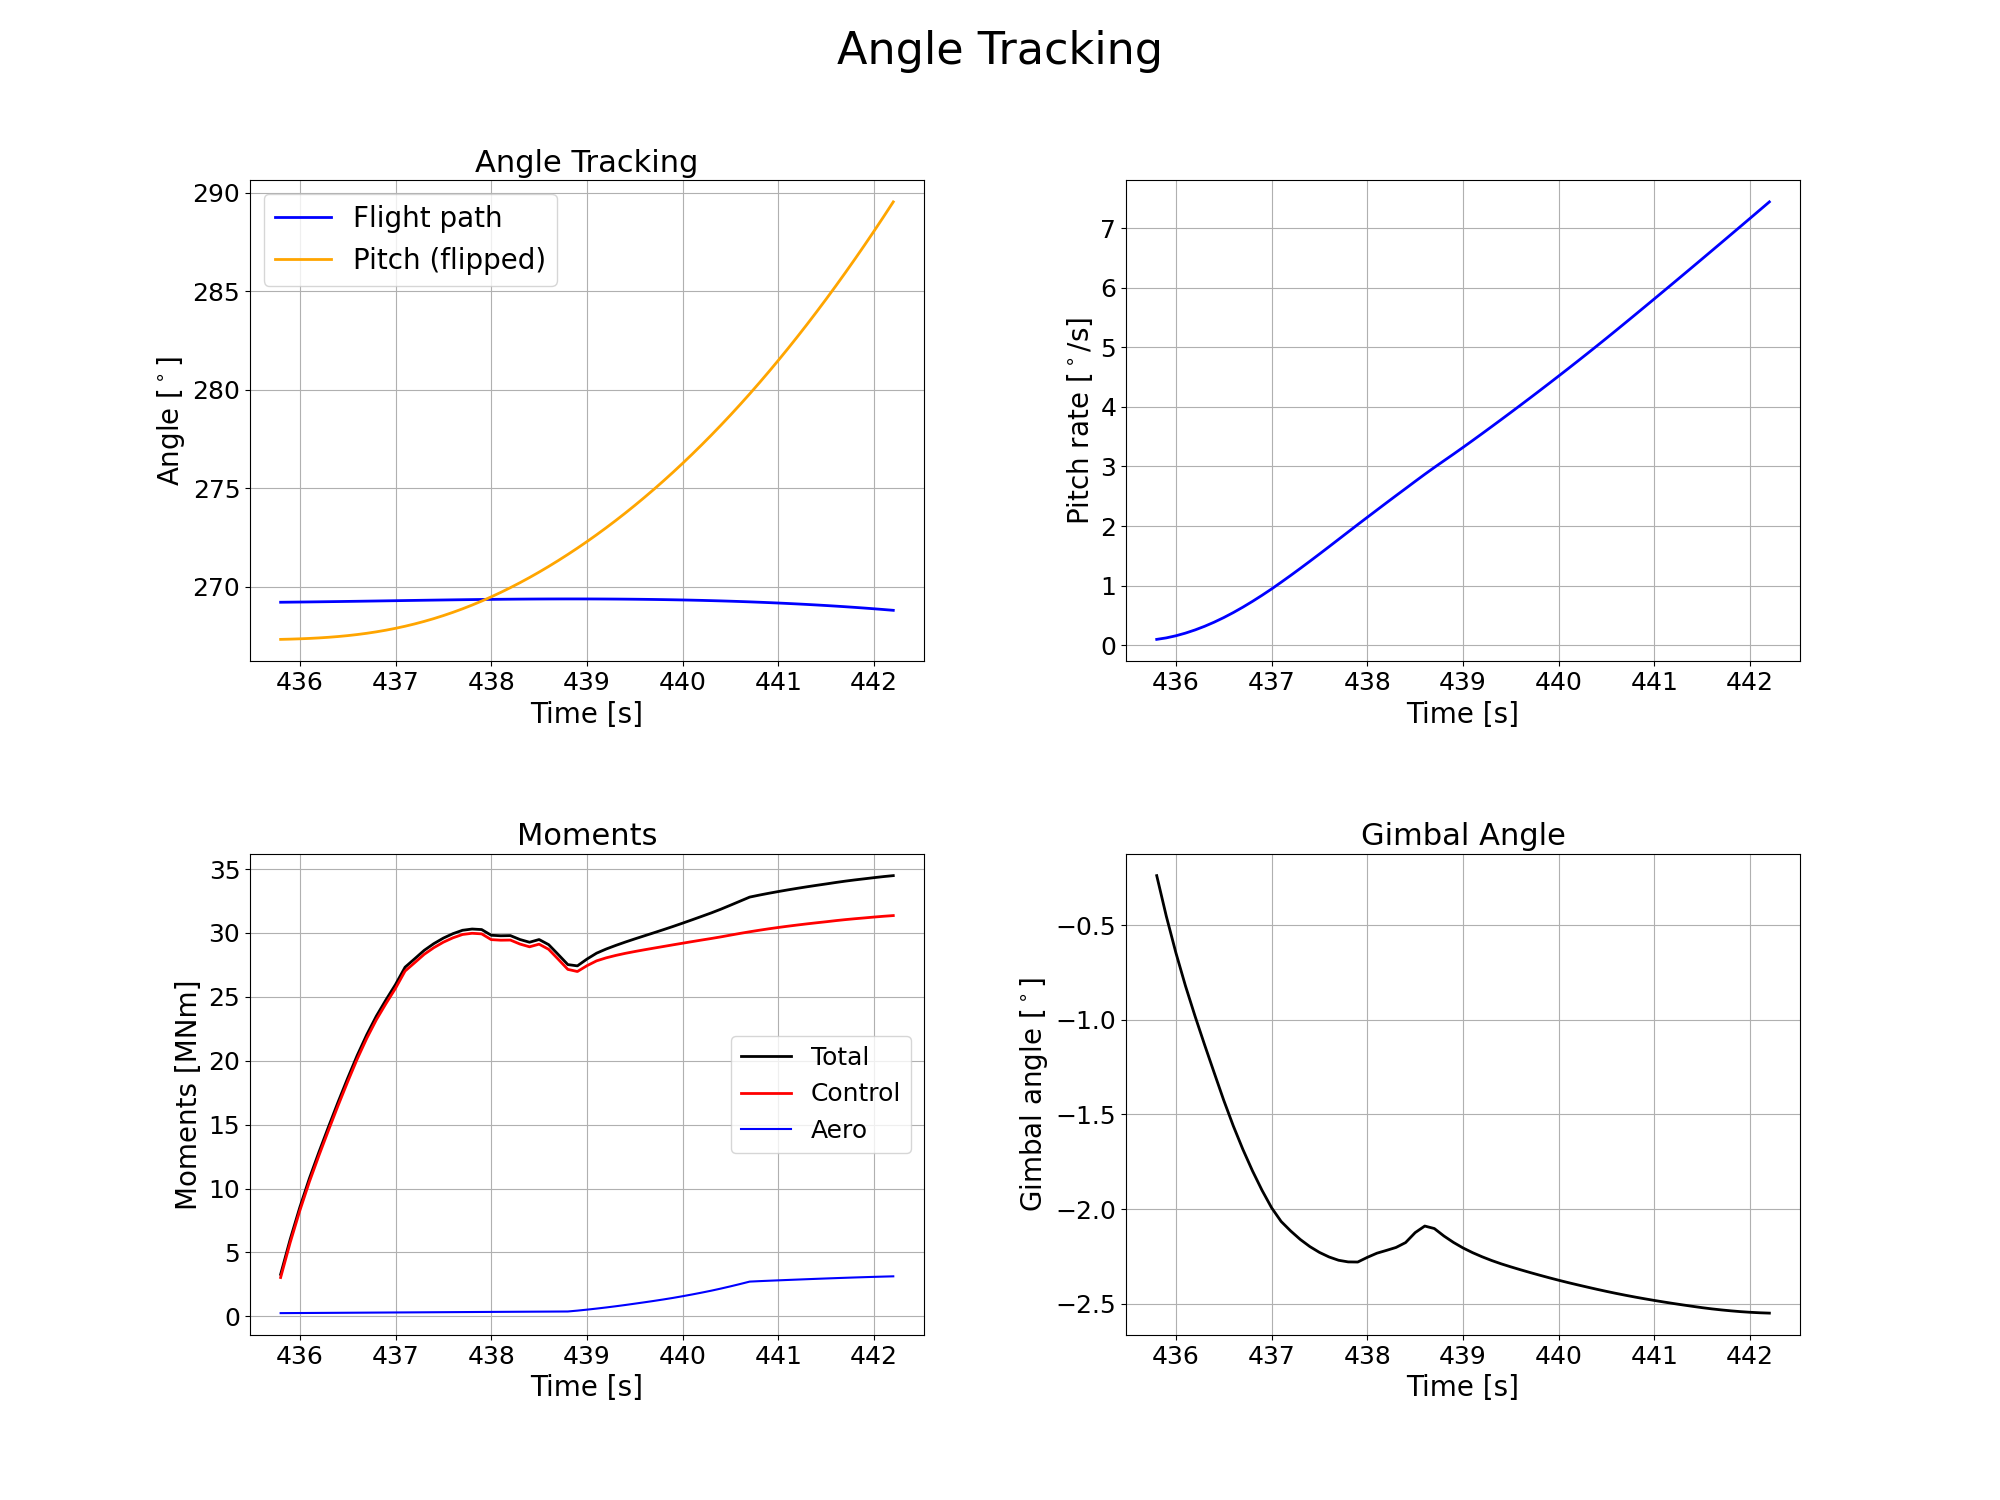 Angle Tracking
Angle Tracking
290
285
280
275
270
Angle [°]
Flight path
Pitch (flipped)
436 437 438 439 440 441 442
Time [s]
7
6
5
4
3
2
1
0
Pitch rate [°/s]
436 437 438 439 440 441 442
Time [s]
Moments
35
30
25
20
15
10
5
0
Moments [MNm]
Total
Control
Aero
436 437 438 439 440 441 442
Time [s]
Gimbal Angle
−0.5
−1.0
−1.5
−2.0
−2.5
Gimbal angle [°]
436 437 438 439 440 441 442
Time [s]